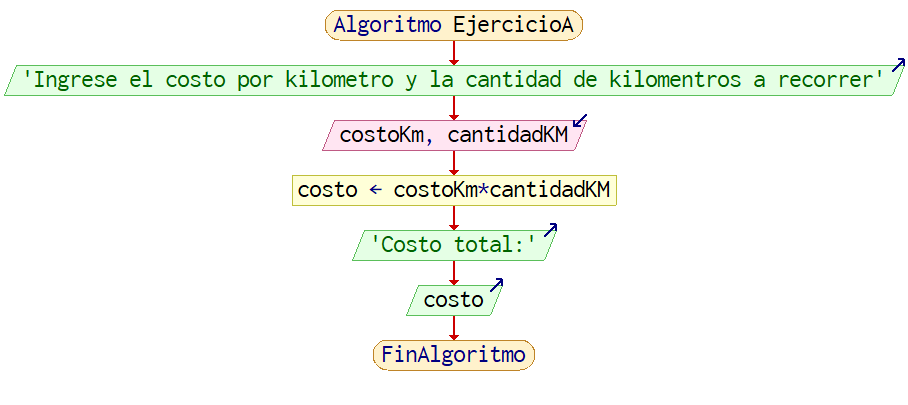 Algoritmo EjercicioA
'Ingrese el costo por kilometro y la cantidad de kilomentros a recorrer'
costoKm, cantidadKM
costo ← costoKm*cantidadKM
'Costo total:'
costo
FinAlgoritmo